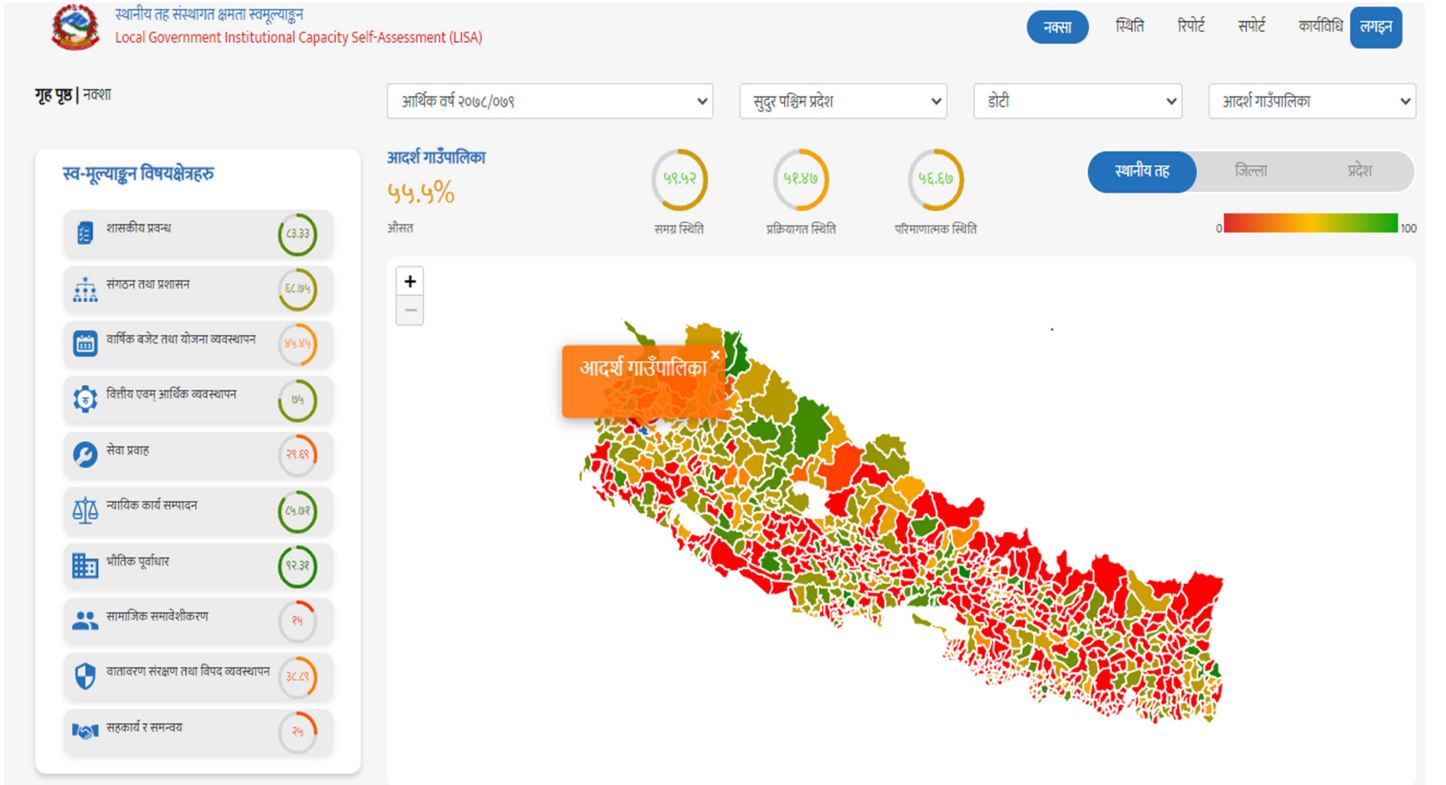 स्थानीय तह संस्थागत क्षमता स्वमूल्याङ्कन
Local Government Institutional Capacity Self-Assessment (LISA)
नक्सा
स्थिति
रिपोर्ट
सपोर्ट
कार्यविधि
लगइन
गृह पृष्ठ | नक्शा
आर्थिक वर्ष २०७८/०७९
सुदुर पश्चिम प्रदेश
डोटी
आदर्श गाउँपालिका
स्व-मूल्याङ्कन विषयक्षेत्रहरु
शासकीय प्रवन्ध
८३.३३
संगठन तथा प्रशासन
६८.७५
वार्षिक बजेट तथा योजना व्यवस्थापन
४५.४५
वित्तीय एवम् आर्थिक व्यवस्थापन
७५
सेवा प्रवाह
२९.६९
न्यायिक कार्य सम्पादन
८५.७१
भौतिक पूर्वाधार
९२.३१
सामाजिक समावेशीकरण
१५
वातावरण संरक्षण तथा विपद व्यवस्थापन
३८.८९
सहकार्य र समन्वय
२५
आदर्श गाउँपालिका
५५.५%
औसत
५९.५२
समग्र स्थिति
५१.४७
प्रक्रियागत स्थिति
५६.६७
परिमाणात्मक स्थिति
स्थानीय तह
जिल्ला
प्रदेश
0
100
+
−
आदर्श गाउँपालिका
×